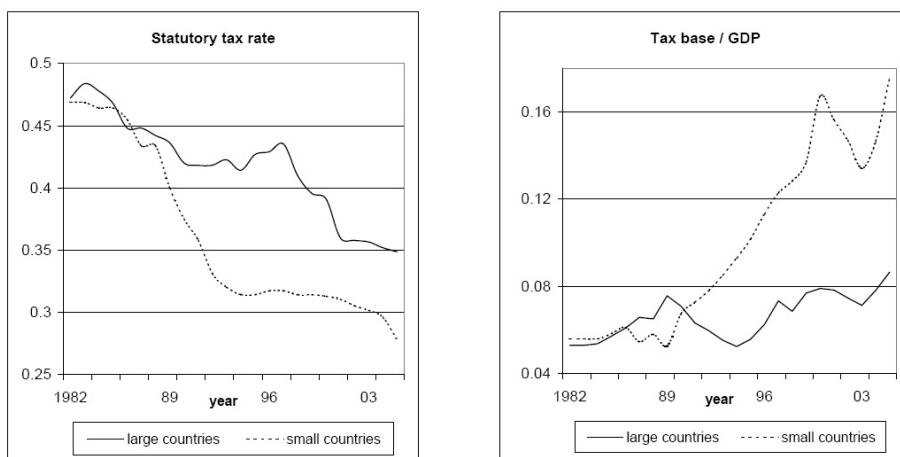 Statutory tax rate
0.5
0.45
0.4
0.35
0.3
0.25
1982 89 96 03
year
large countries small countries
Tax base / GDP
0.16
0.12
0.08
0.04
1982 89 96 03
year
large countries small countries